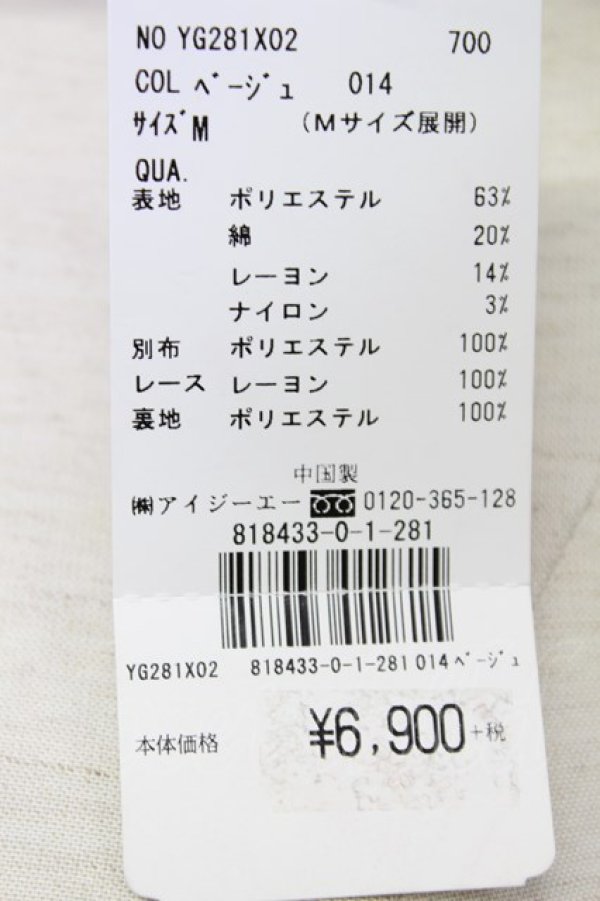 NO YG281X02 700
COL ベージュ 014
サイズ M (Mサイズ展開)
QUA.
表地 ポリエステル 63%
綿 20%
レーヨン 14%
ナイロン 3%
別布 ポリエステル 100%
レース レーヨン 100%
裏地 ポリエステル 100%
中国製
㈱アイジーエー 0120-365-128
818433-0-1-281
YG281X02 818433-0-1-281 014 ベージュ
本体価格 ¥6,900+税